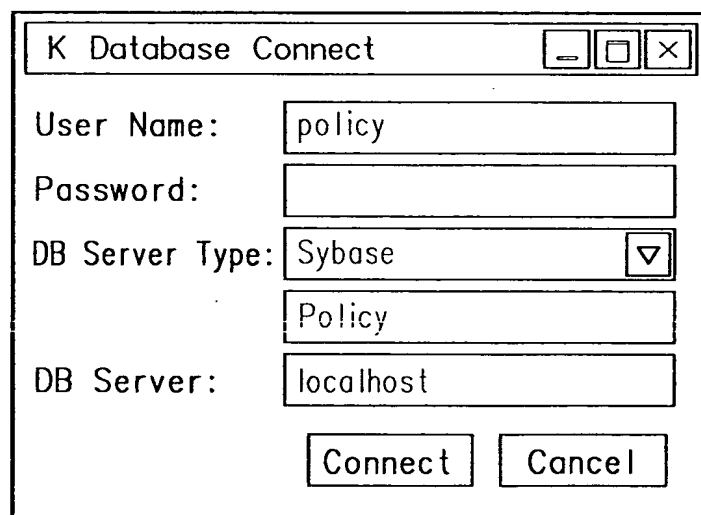 K Database Connect
User Name: policy
Password:
DB Server Type: Sybase
Policy
DB Server: localhost
Connect Cancel